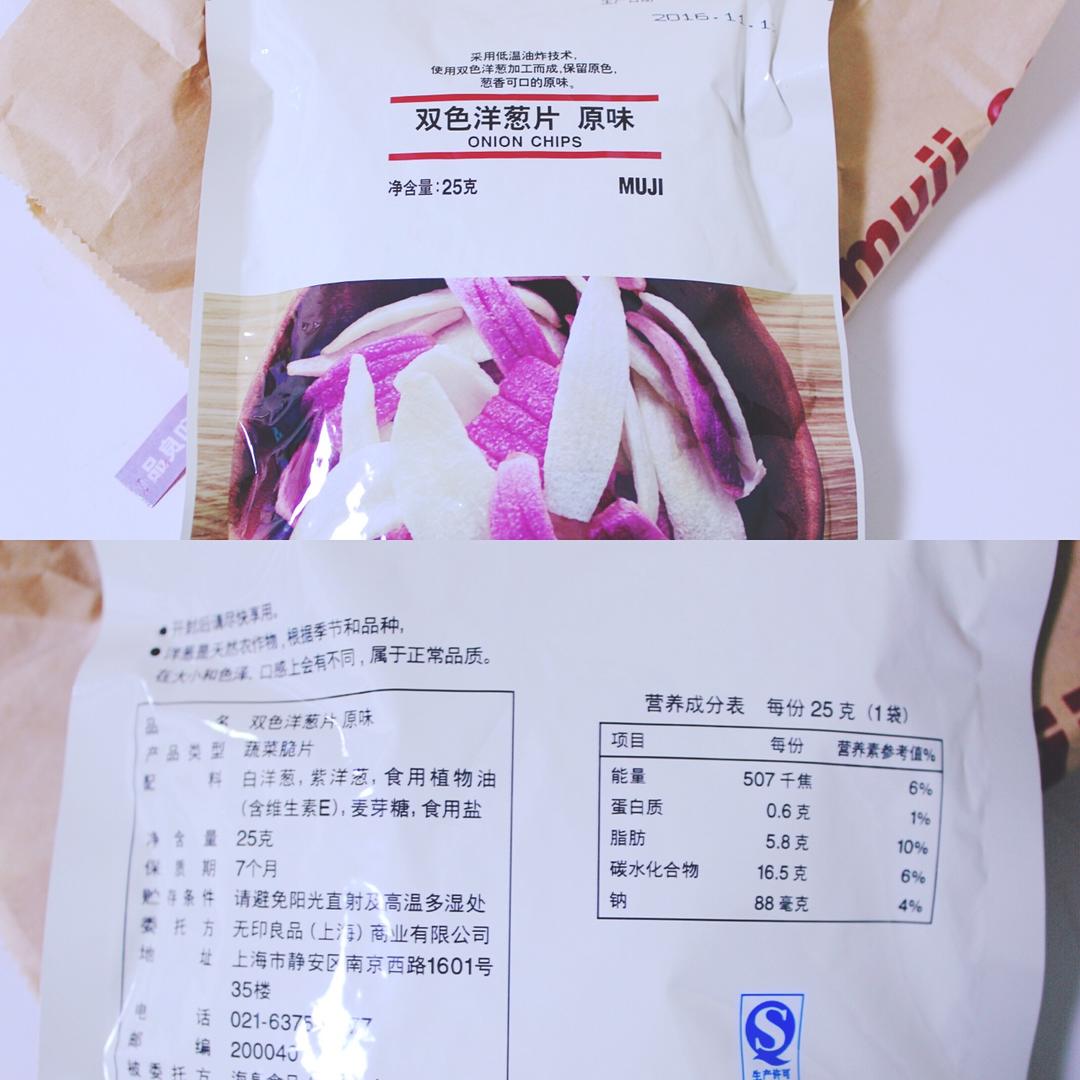 2016.11.1
采用低温油炸技术,
使用双色洋葱加工而成,保留原色,
葱香可口的原味。
双色洋葱片 原味
ONION CHIPS
净含量:25克
MUJI
muji
●开封后请尽快享用。
●洋葱是天然农作物,根据季节和品种,
在大小和色泽、口感上会有不同,属于正常品质。
品名 双色洋葱片 原味
产品类型 蔬菜脆片
配料 白洋葱,紫洋葱,食用植物油
(含维生素E),麦芽糖,食用盐
净含量 25克
保质期 7个月
贮存条件 请避免阳光直射及高温多湿处
委托方 无印良品(上海)商业有限公司
地址 上海市静安区南京西路1601号
35楼
电话 021-6375
邮编 200040
被委托方
营养成分表 每份25克(1袋)
项目 每份 营养素参考值%
能量 507千焦 6%
蛋白质 0.6克 1%
脂肪 5.8克 10%
碳水化合物 16.5克 6%
钠 88毫克 4%
生产许可